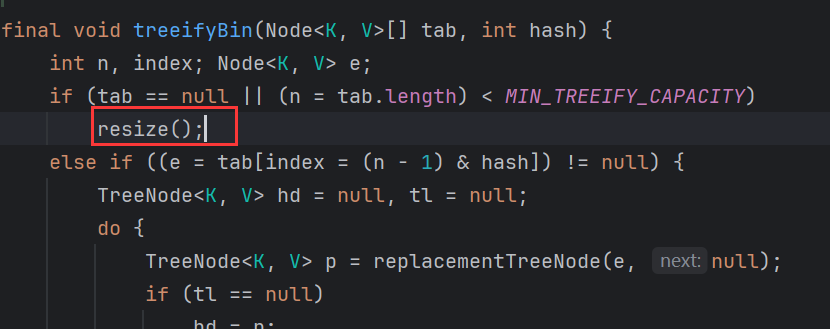 final void treeifyBin(Node<K, V>[] tab, int hash) {
int n, index; Node<K, V> e;
if (tab == null || (n = tab.length) < MIN_TREEIFY_CAPACITY)
resize();
else if ((e = tab[index = (n - 1) & hash]) != null) {
TreeNode<K, V> hd = null, tl = null;
do {
TreeNode<K, V> p = replacementTreeNode(e, next: null);
if (tl == null)
hd = p;